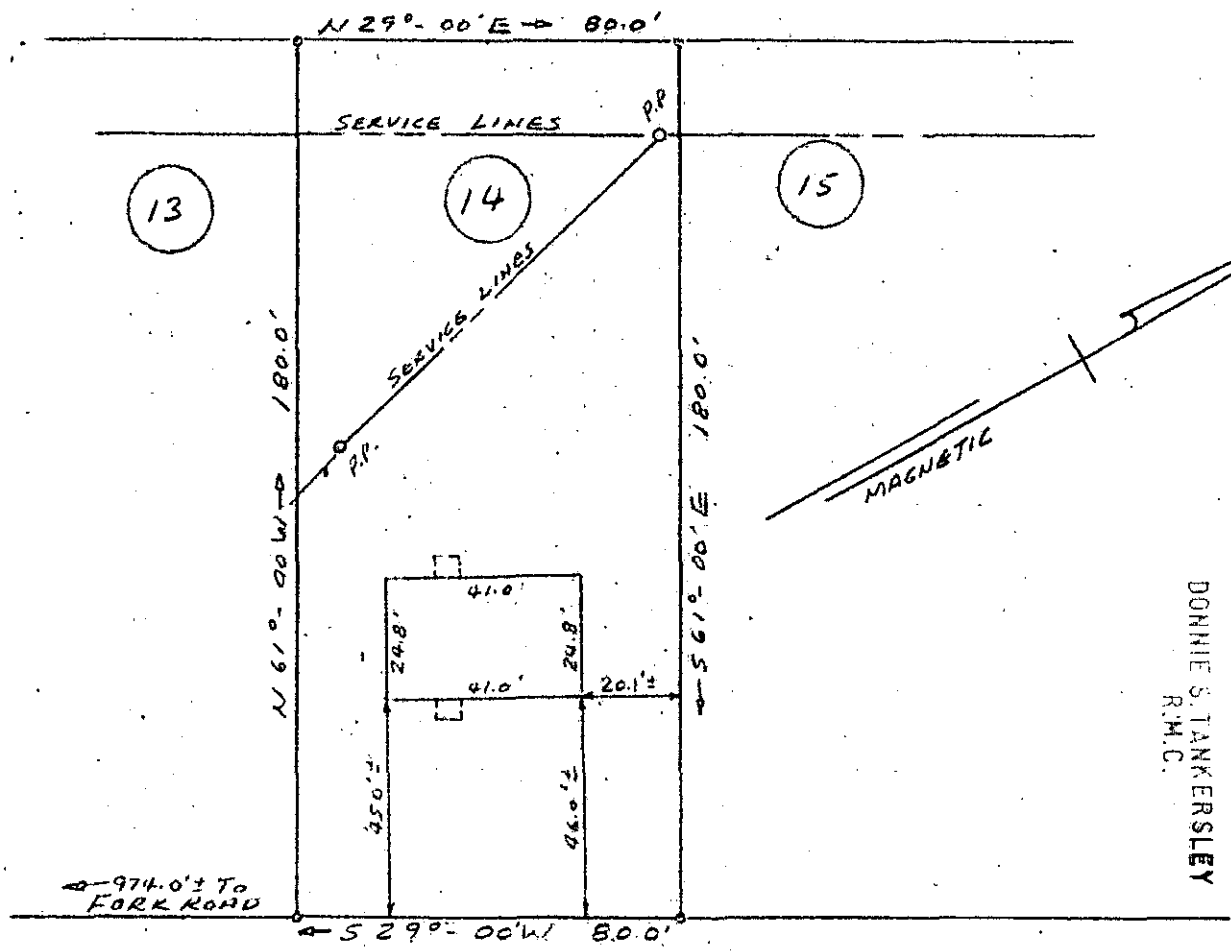 N 29°- 00' E → 80.0'
P.P
SERVICE LINES
13
14
15
SERVICE LINES
N 61°- 00 W → 180.0'
P.P.
← S 61°- 00' E 180.0'
MAGNETIC
41.0'
24.8'
24.8'
41.0'
20.1'±
45.0'±
46.0'±
← 974.0'± TO
FORK ROAD
← S 29°- 00' W 80.0'
DONNIE S. TANKERSLEY
R.M.C.